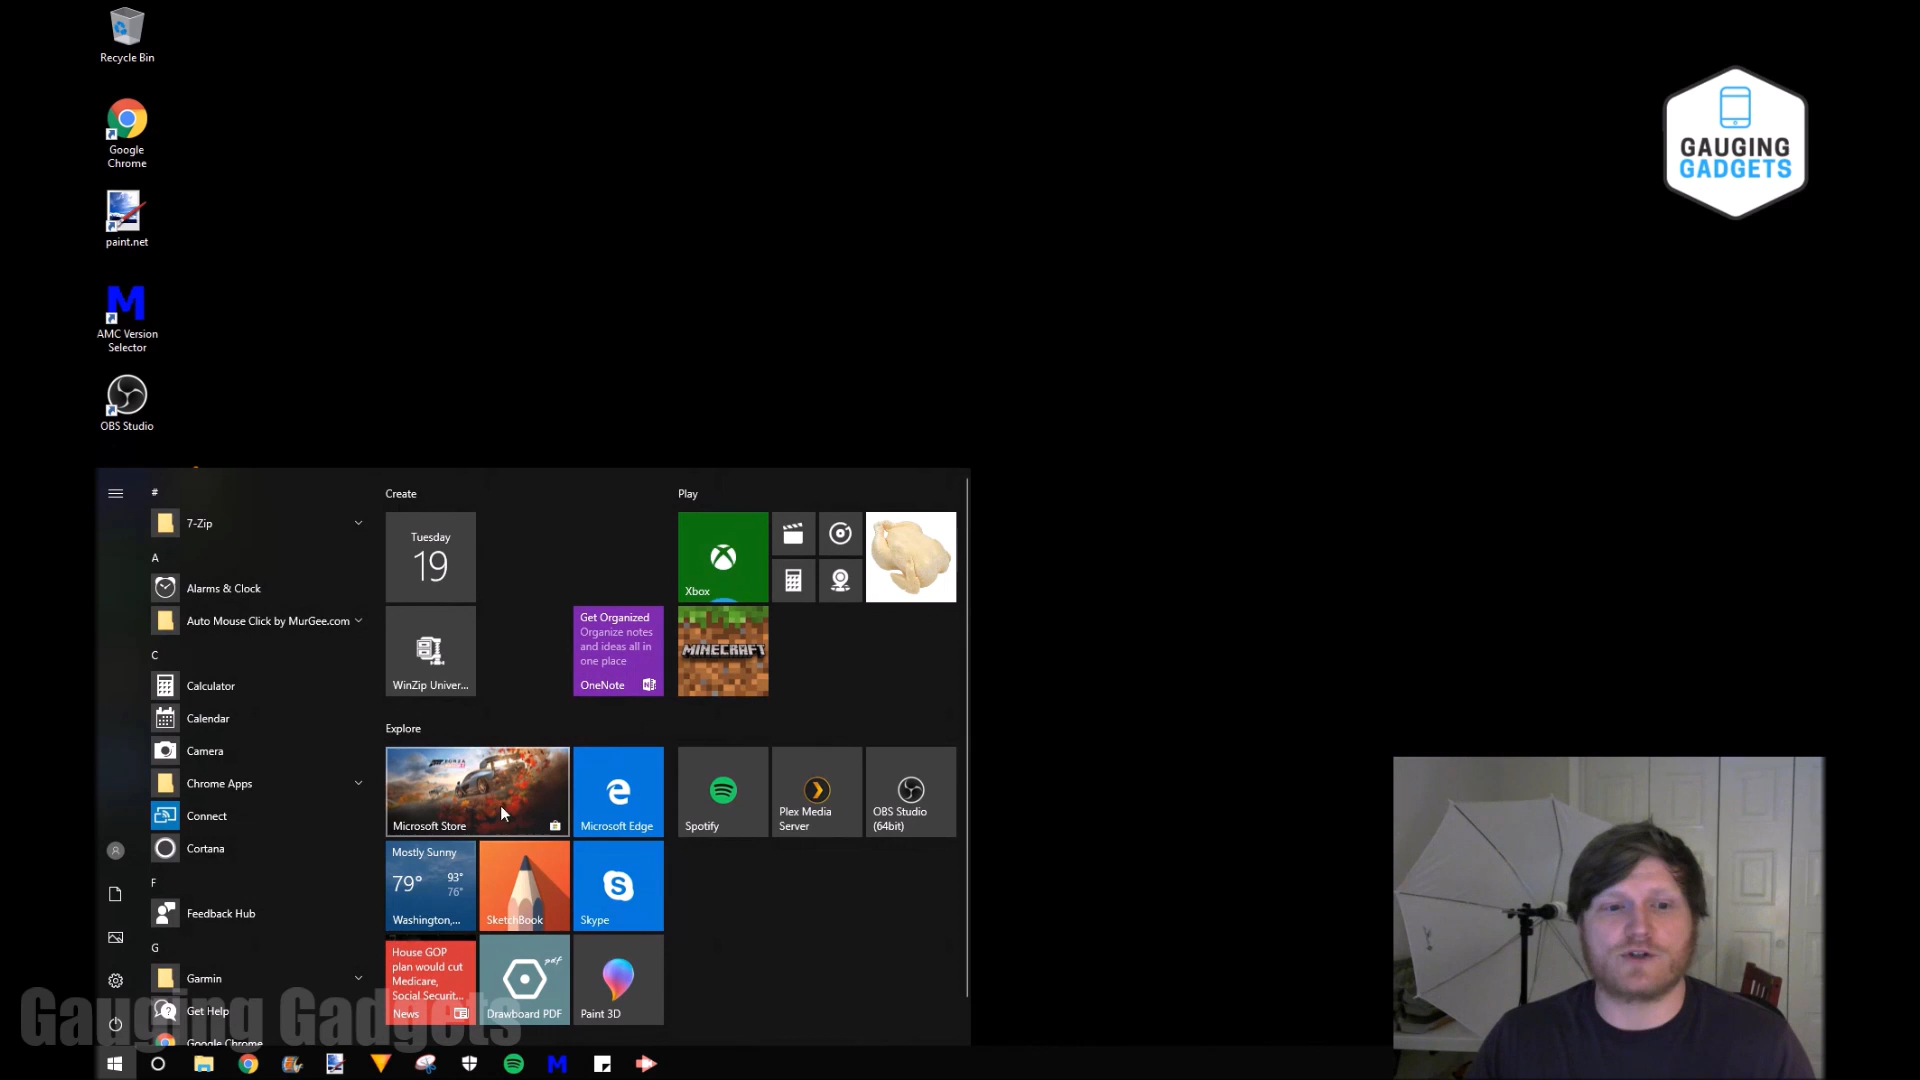 Recycle Bin
Google
Chrome
paint.net
M
AMC Version
Selector
OBS Studio
GAUGING
GADGETS
#
7-Zip
A
Alarms & Clock
Auto Mouse Click by MurGee.com
C
Calculator
Calendar
Camera
Chrome Apps
Connect
Cortana
F
Feedback Hub
G
Garmin
Get Help
Google Chrome
Create
Tuesday
19
WinZip Univer...
Get Organized
Organize notes
and ideas all in
one place
OneNote
Play
Xbox
MINECRAFT
Explore
Microsoft Store
Microsoft Edge
Mostly Sunny
79° 93°
76°
Washington,...
SketchBook
Skype
House GOP
plan would cut
Medicare,
Social Securit...
News
pdf
Drawboard PDF
Paint 3D
Spotify
Plex Media
Server
OBS Studio
(64bit)
Gauging Gadgets
M